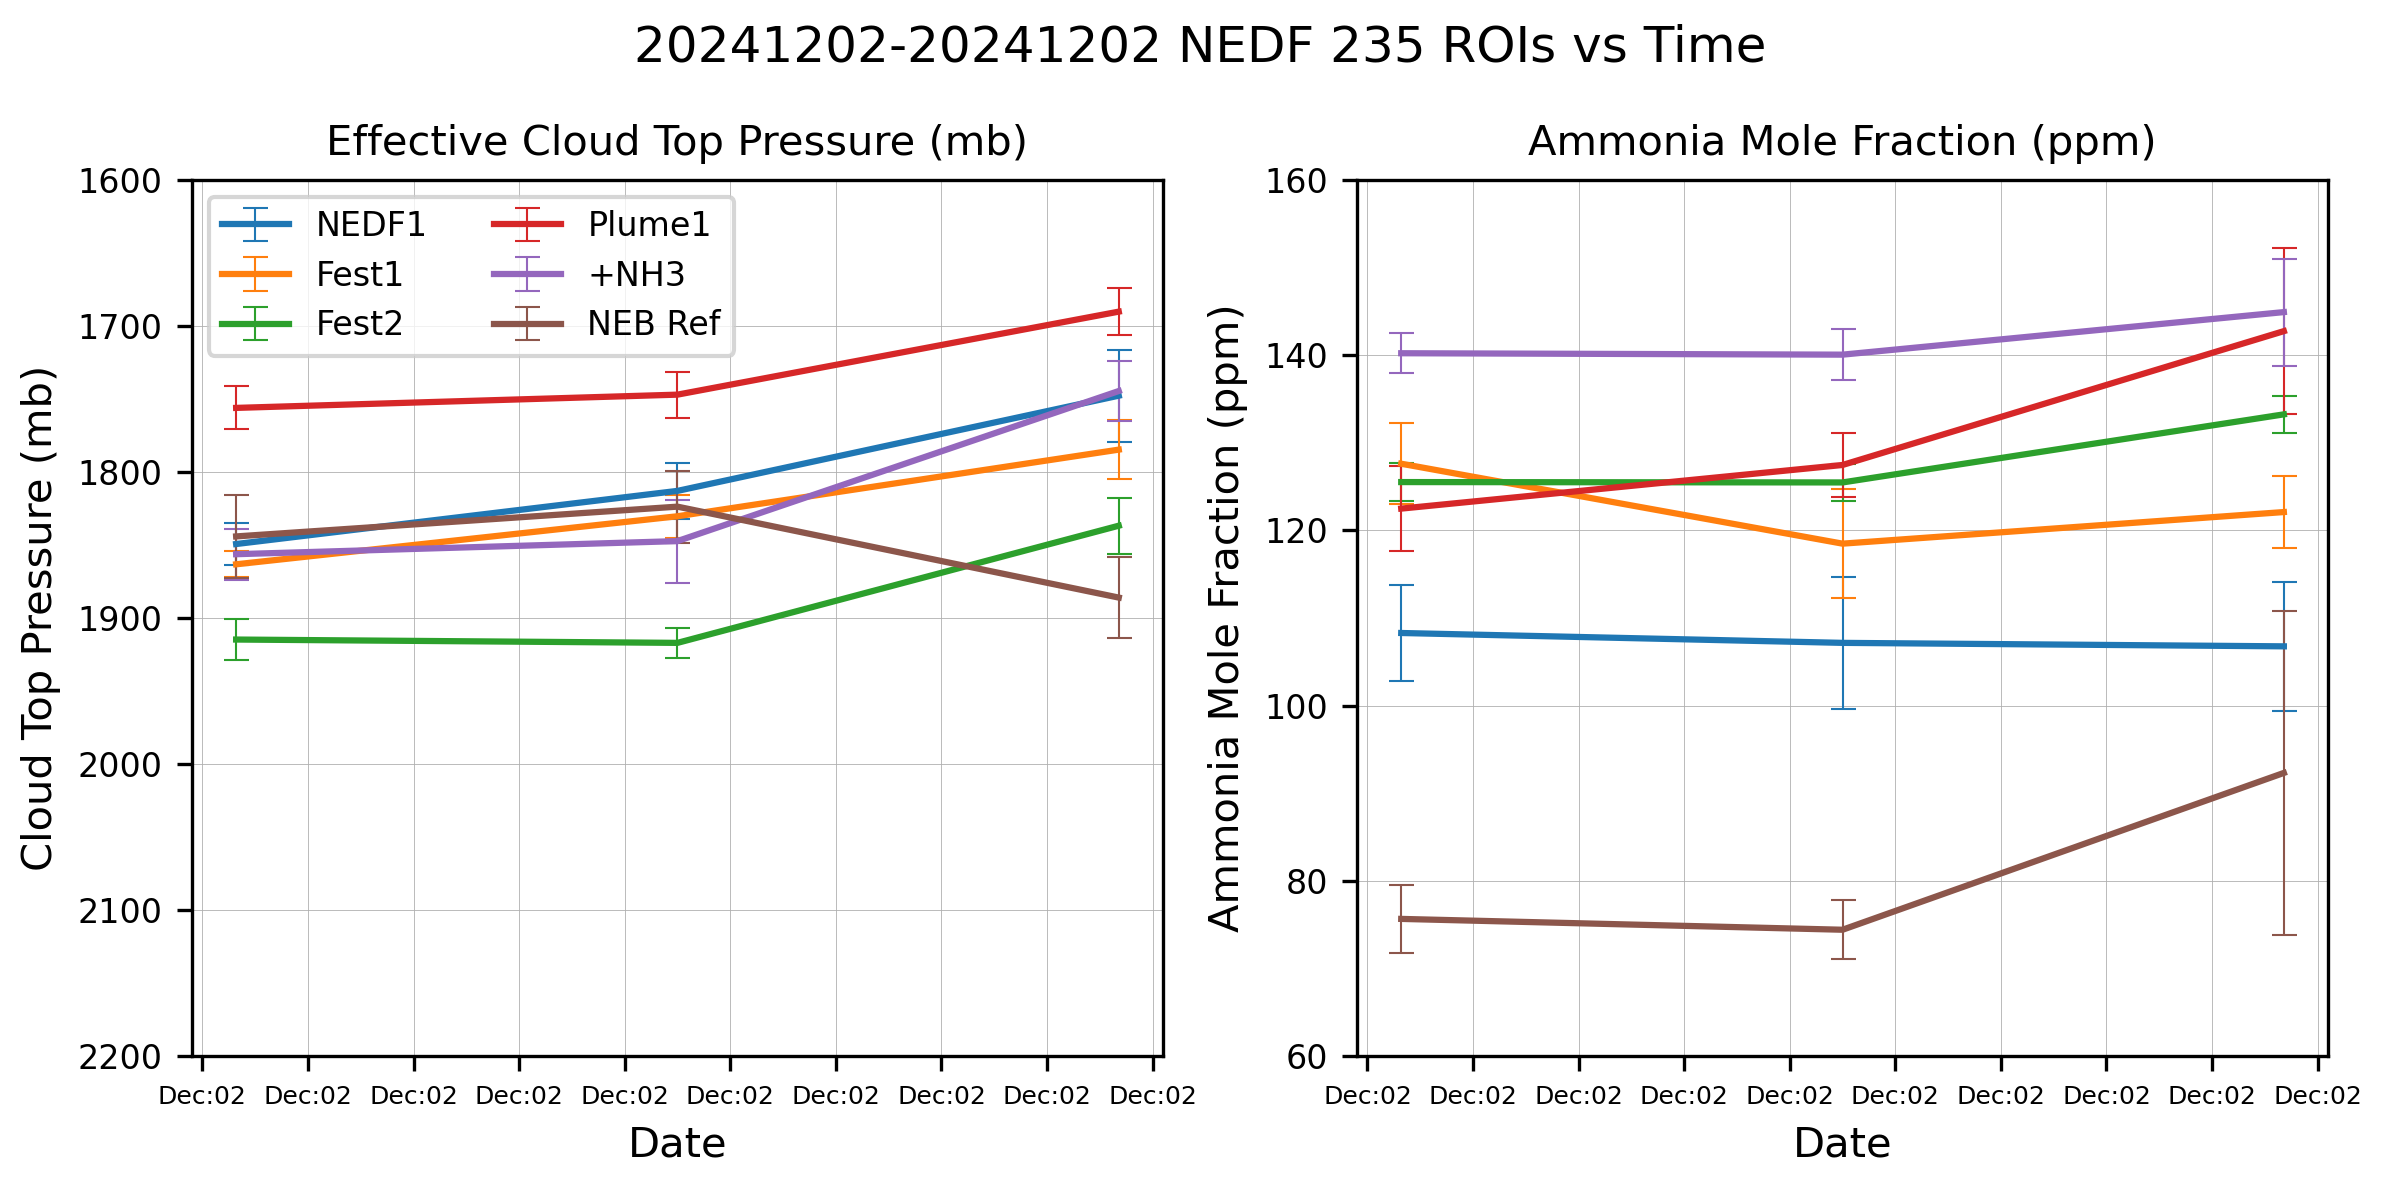 20241202-20241202 NEDF 235 ROIs vs Time
Effective Cloud Top Pressure (mb)
Cloud Top Pressure (mb)
1600
1700
1800
1900
2000
2100
2200
NEDF1
Fest1
Fest2
Plume1
+NH3
NEB Ref
Dec:02 Dec:02 Dec:02 Dec:02 Dec:02 Dec:02 Dec:02 Dec:02 Dec:02 Dec:02
Date
Ammonia Mole Fraction (ppm)
Ammonia Mole Fraction (ppm)
160
140
120
100
80
60
Dec:02 Dec:02 Dec:02 Dec:02 Dec:02 Dec:02 Dec:02 Dec:02 Dec:02 Dec:02
Date